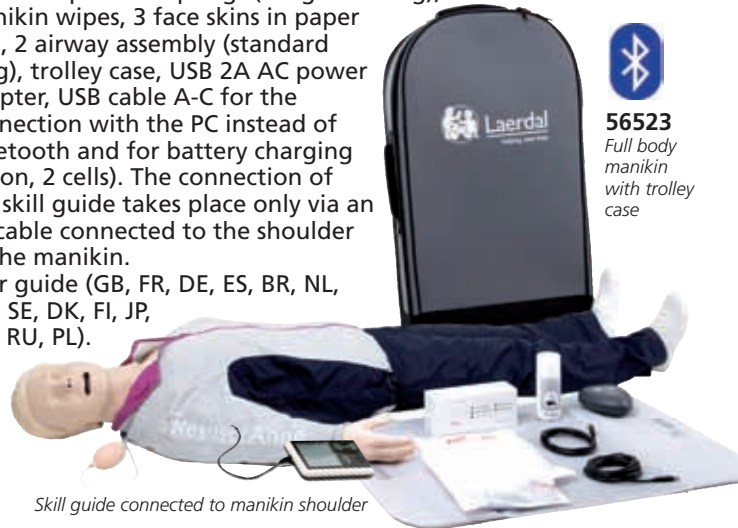 nikin wipes, 3 face skins in paper
, 2 airway assembly (standard
g), trolley case, USB 2A AC power
pter, USB cable A-C for the
nnection with the PC instead of
etooth and for battery charging
on, 2 cells). The connection of
skill guide takes place only via an
cable connected to the shoulder
he manikin.
r guide (GB, FR, DE, ES, BR, NL,
SE, DK, FI, JP,
RU, PL).
Laerdal
helping save lives
56523
Full body
manikin
with trolley
case
Skill guide connected to manikin shoulder